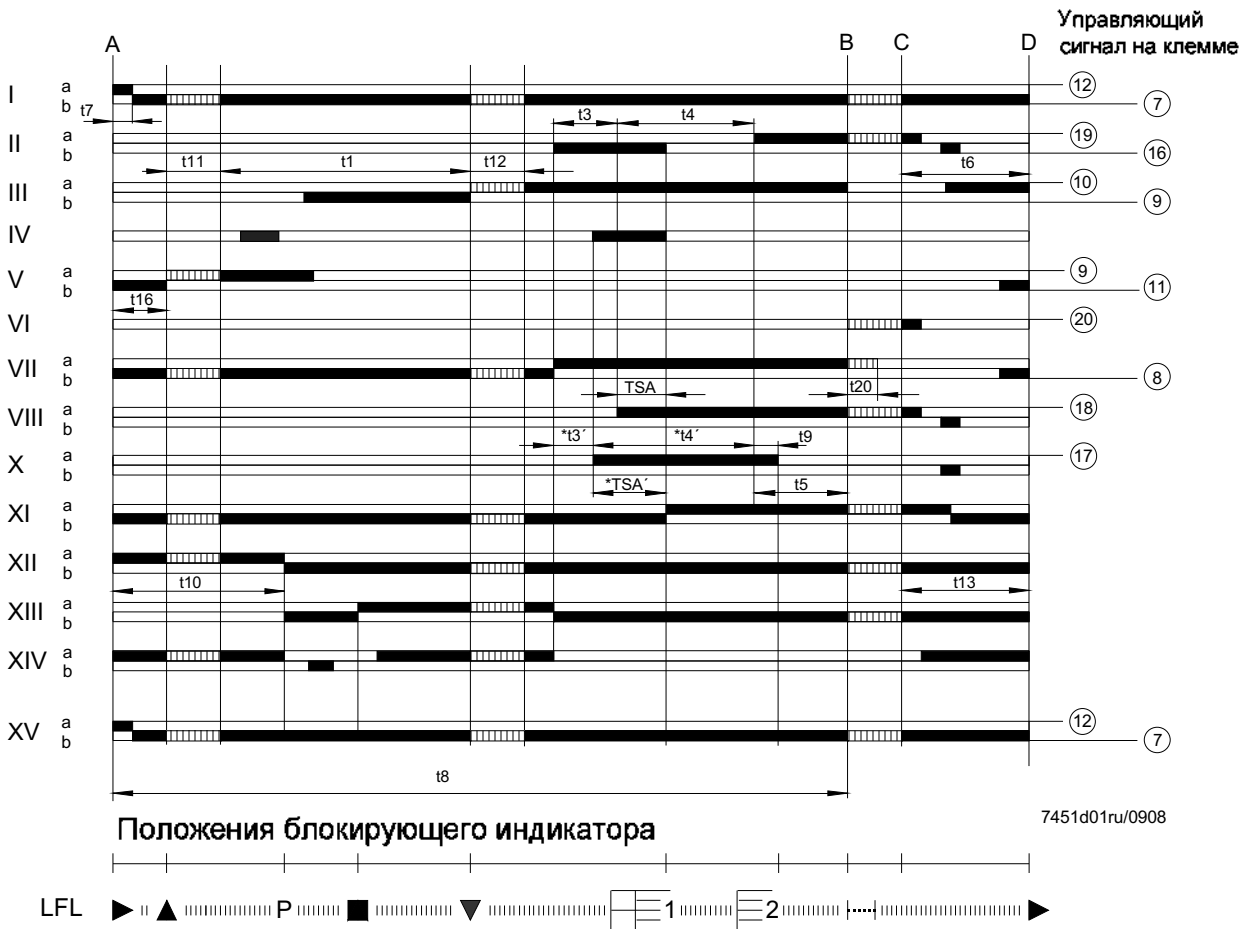 Управляющий
сигнал на клемме
A B C D
I a b t7 12 7
II a b t3 t4 19 16
t11 t1 t12 t6
III a b 10 9
IV
V a b 9 11
t16
VI 20
VII a b 8
TSA t20
VIII a b 18
*t3´ *t4´ t9
X a b 17
*TSA´ t5
XI a b
XII a b
t10 t13
XIII a b
XIV a b
XV a b 12 7
t8
Положения блокирующего индикатора
7451d01ru/0908
LFL P 1 2